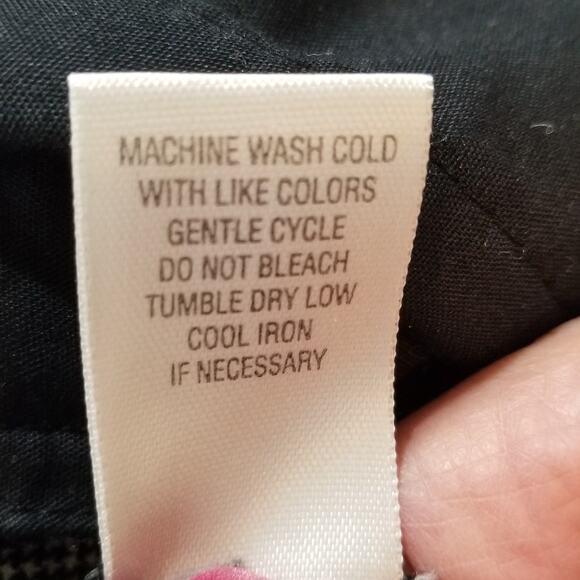 MACHINE WASH COLD
WITH LIKE COLORS
GENTLE CYCLE
DO NOT BLEACH
TUMBLE DRY LOW
COOL IRON
IF NECESSARY